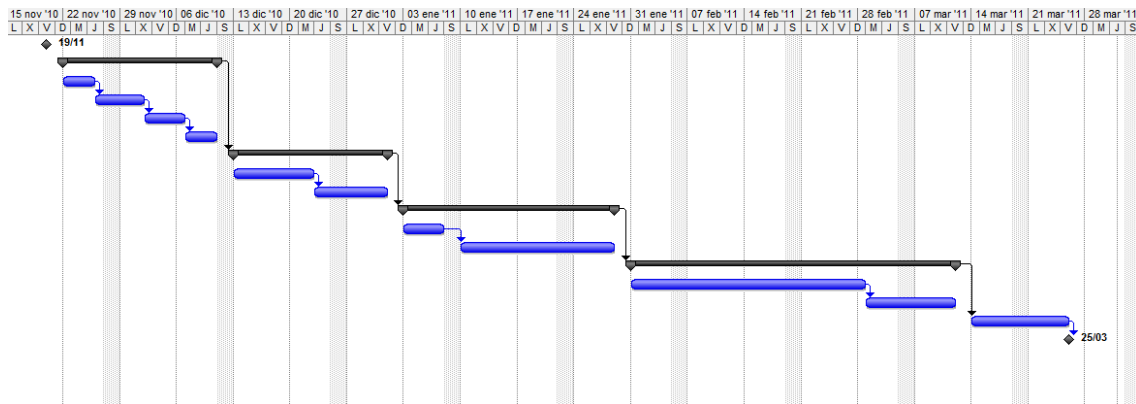 15 nov '10 22 nov '10 29 nov '10 06 dic '10 13 dic '10 20 dic '10 27 dic '10 03 ene '11 10 ene '11 17 ene '11 24 ene '11 31 ene '11 07 feb '11 14 feb '11 21 feb '11 28 feb '11 07 mar '11 14 mar '11 21 mar '11 28 mar '11
L X V D M J S L X V D M J S L X V D M J S L X V D M J S L X V D M J S L X V D M J S L X V D M J S L X V D M J S L X V D M J S L X V D M J S
19/11
25/03